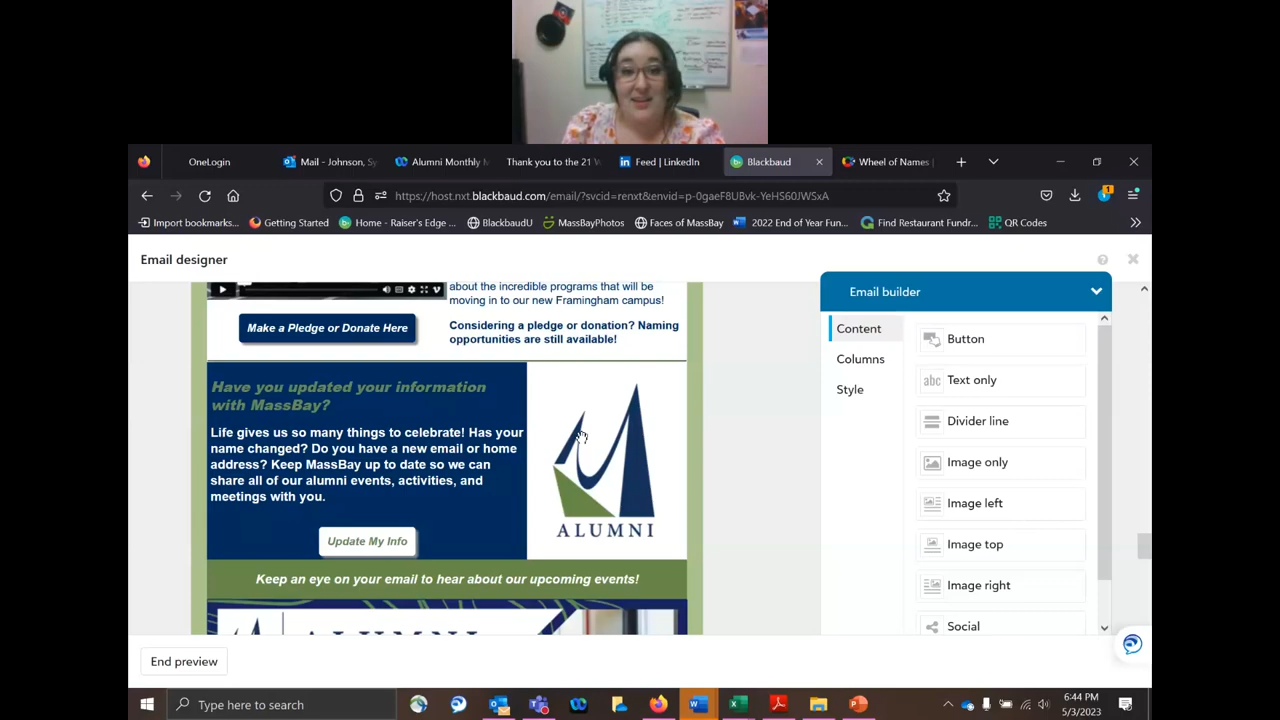 OneLogin
Mail - Johnson, Sy
Alumni Monthly M
Thank you to the 21
Feed | LinkedIn
Blackbaud
Wheel of Names |
https://host.nxt.blackbaud.com/email/?svcid=renxt&envid=p-0gaeF8UBvk-YeHS60JWSxA
Import bookmarks...
Getting Started
Home - Raiser's Edge ...
BlackbaudU
MassBayPhotos
Faces of MassBay
2022 End of Year Fun...
Find Restaurant Fundr...
QR Codes
Email designer
about the incredible programs that will be
moving in to our new Framingham campus!
Make a Pledge or Donate Here
Considering a pledge or donation? Naming
opportunities are still available!
Have you updated your information
with MassBay?
Life gives us so many things to celebrate! Has your
name changed? Do you have a new email or home
address? Keep MassBay up to date so we can
share all of our alumni events, activities, and
meetings with you.
Update My Info
ALUMNI
Keep an eye on your email to hear about our upcoming events!
ALUMNI
Email builder
Content
Columns
Style
Button
abc Text only
Divider line
Image only
Image left
Image top
Image right
Social
End preview
Type here to search
6:44 PM
5/3/2023